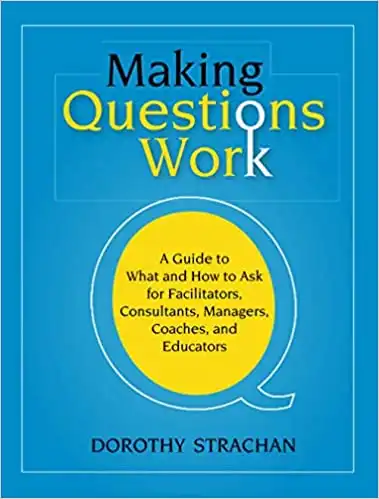 Making
Questions
Work
A Guide to
What and How to Ask
for Facilitators,
Consultants, Managers,
Coaches, and
Educators
DOROTHY STRACHAN